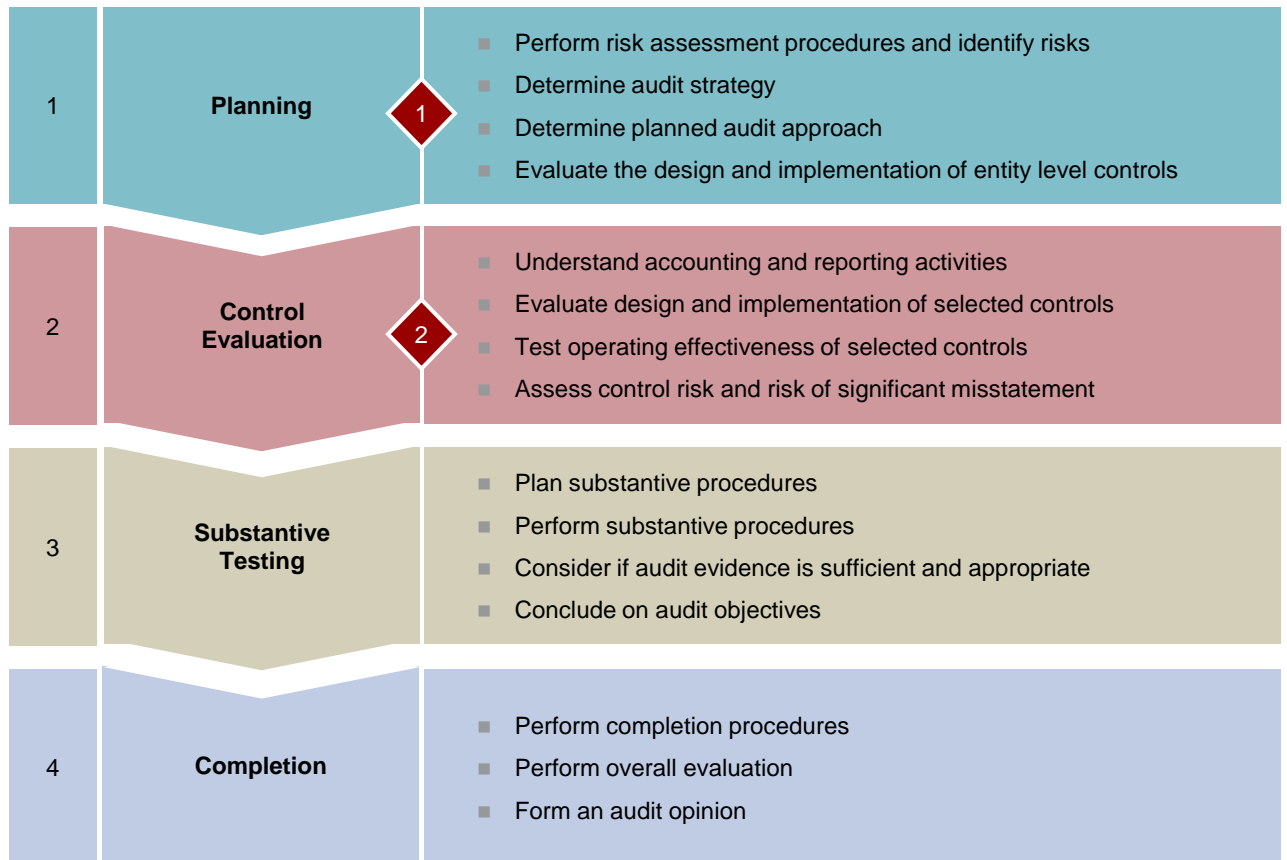 1
Planning
1
Perform risk assessment procedures and identify risks
Determine audit strategy
Determine planned audit approach
Evaluate the design and implementation of entity level controls
2
Control
Evaluation
2
Understand accounting and reporting activities
Evaluate design and implementation of selected controls
Test operating effectiveness of selected controls
Assess control risk and risk of significant misstatement
3
Substantive
Testing
Plan substantive procedures
Perform substantive procedures
Consider if audit evidence is sufficient and appropriate
Conclude on audit objectives
4
Completion
Perform completion procedures
Perform overall evaluation
Form an audit opinion